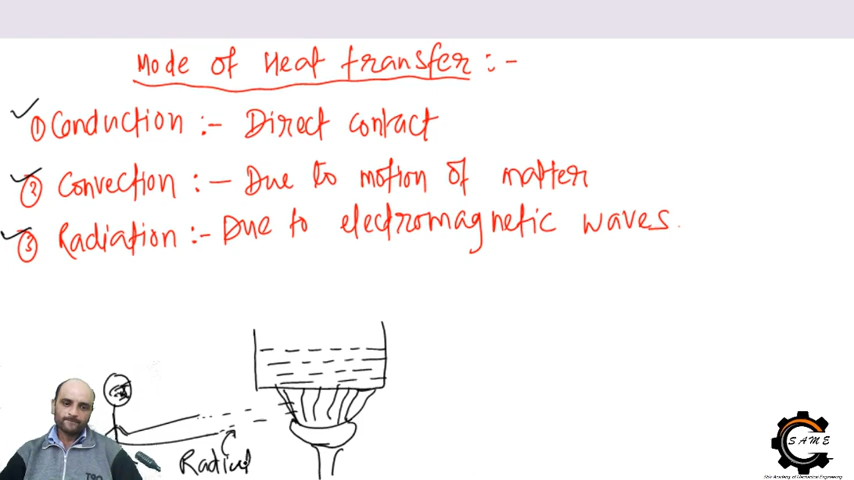 Mode of Heat transfer :-
① Conduction :- Direct contact
② Convection :- Due to motion of matter
③ Radiation :- Due to electromagnetic waves.
SAME